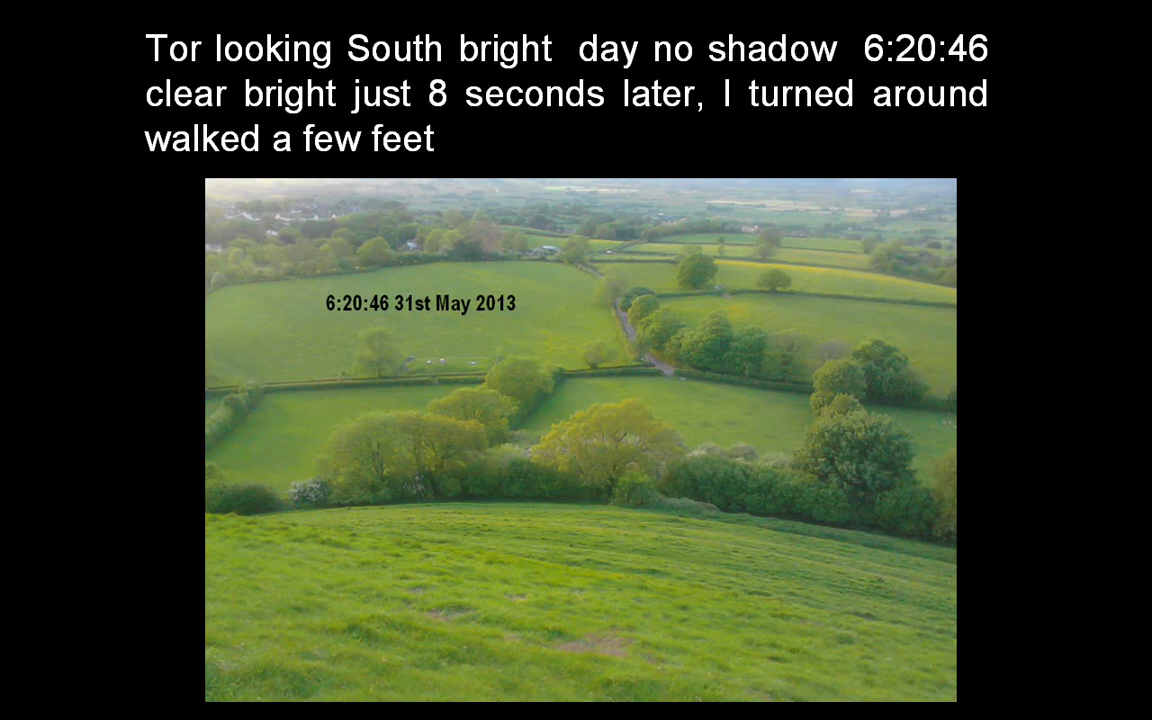 Tor looking South bright day no shadow 6:20:46
clear bright just 8 seconds later, I turned around
walked a few feet
6:20:46 31st May 2013